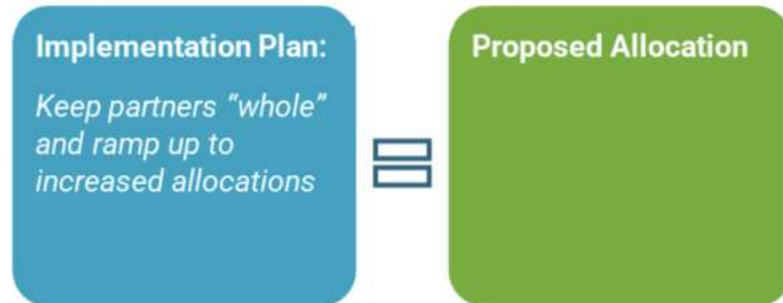 Implementation Plan:
Keep partners “whole”
and ramp up to
increased allocations
Proposed Allocation